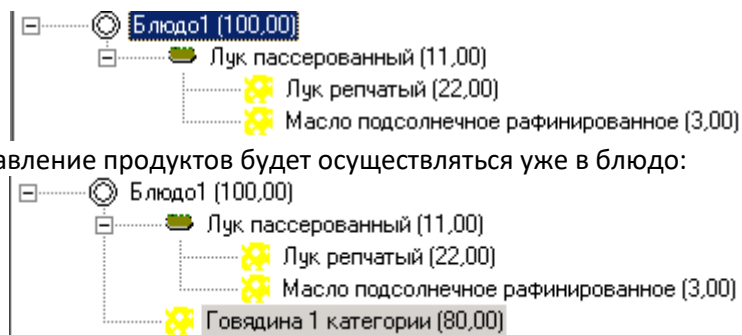 Блюдо1 (100,00)
Лук пассерованный (11,00)
Лук репчатый (22,00)
Масло подсолнечное рафинированное (3,00)
авление продуктов будет осуществляться уже в блюдо:
Блюдо1 (100,00)
Лук пассерованный (11,00)
Лук репчатый (22,00)
Масло подсолнечное рафинированное (3,00)
Говядина 1 категории (80,00)